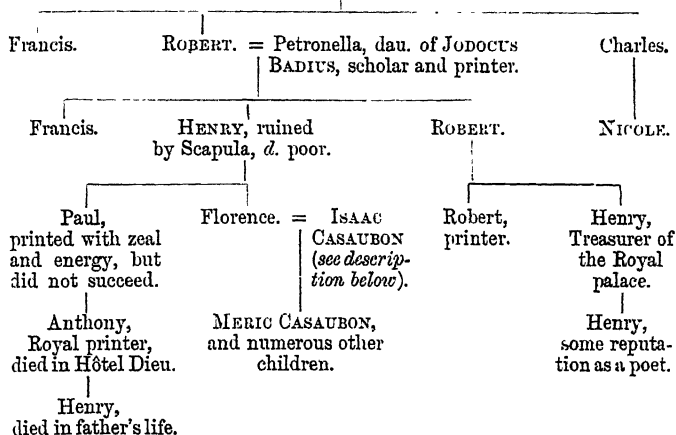 Francis. ROBERT. = Petronella, dau. of JODOCUS Charles.
BADIUS, scholar and printer.
Francis. HENRY, ruined ROBERT. NICOLE.
by Scapula, d. poor.
Paul, Florence. = ISAAC Robert, Henry,
printed with zeal CASAUBON printer. Treasurer of
and energy, but (see descrip- the Royal
did not succeed. tion below). palace.
Anthony, MERIC CASAUBON, Henry,
Royal printer, and numerous other some reputa-
died in Hôtel Dieu. children. tion as a poet.
Henry,
died in father's life.